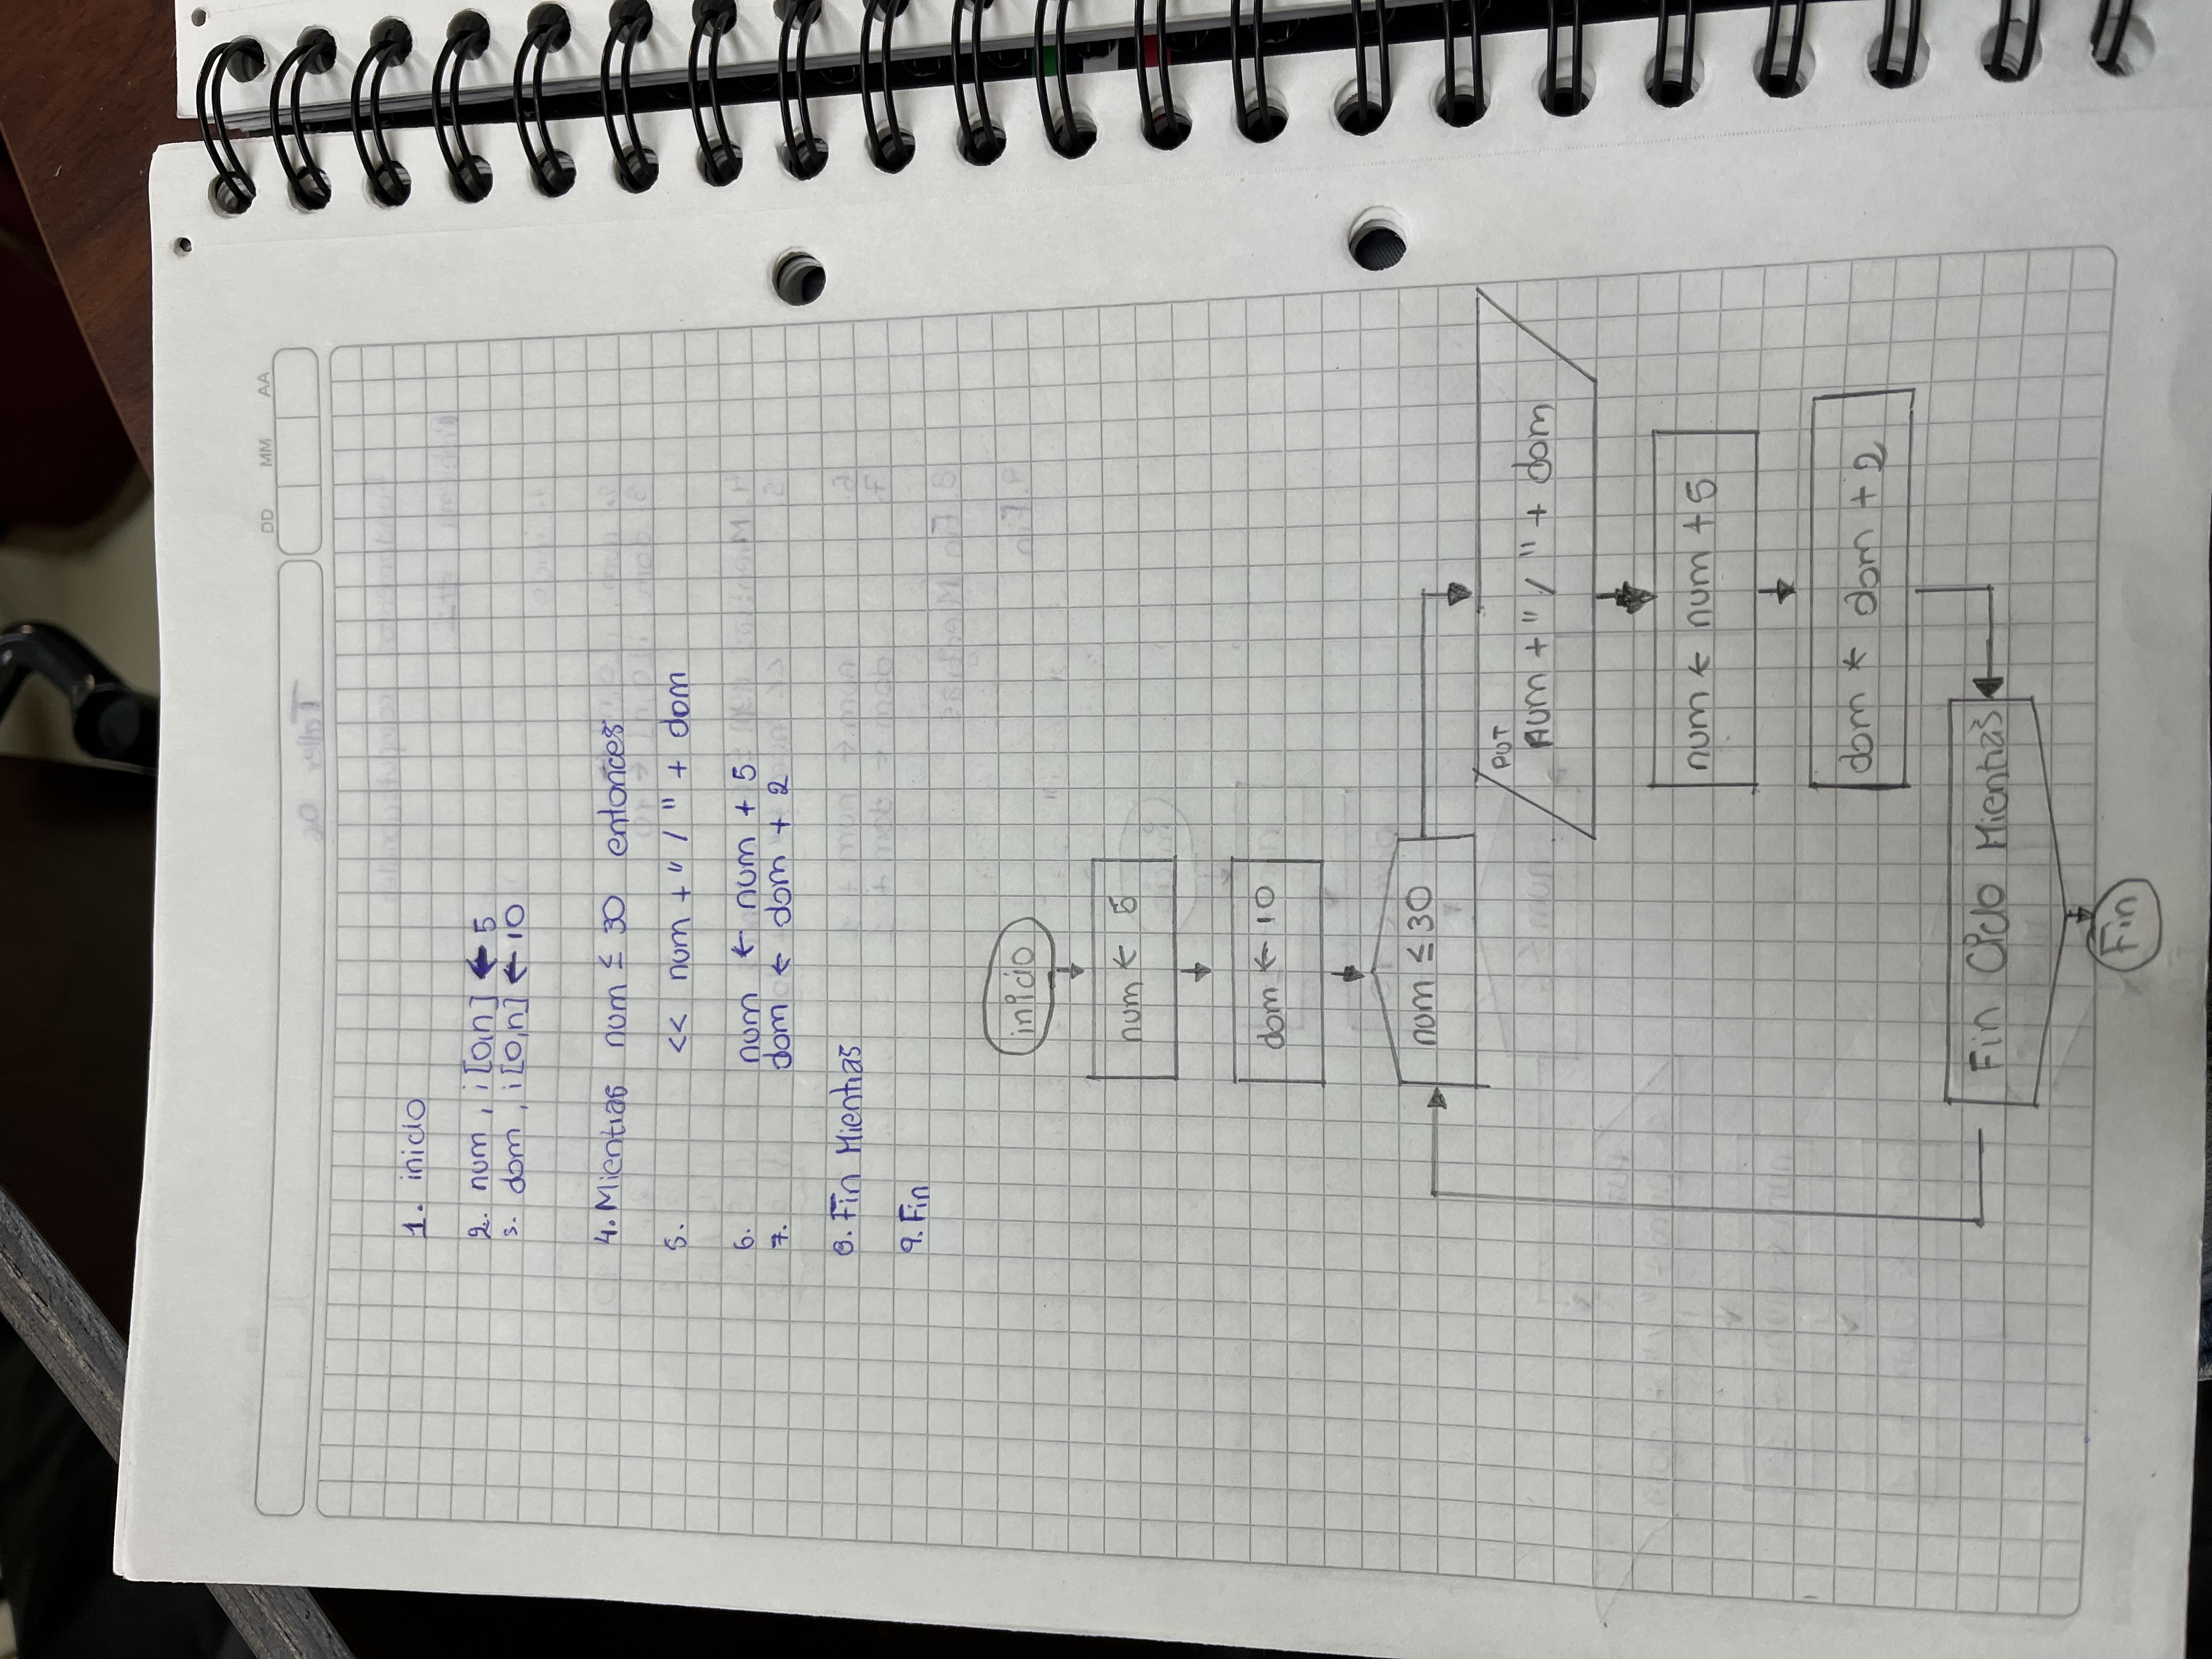 DD MM AA
Taller 06
1. inicio
2. num , i[0,n] ← 5
3. dom , i[0,n] ← 10
4. Mientras num ≤ 30 entonces
5. << num + " / " + dom
6. num ← num + 5
7. dom ← dom + 2
8. Fin Mientras
9. Fin
inicio
num ← 5
dom ← 10
num ≤ 30
PUT
num + " / " + dom
num ← num + 5
dom ← dom + 2
Fin Ciclo Mientras
Fin